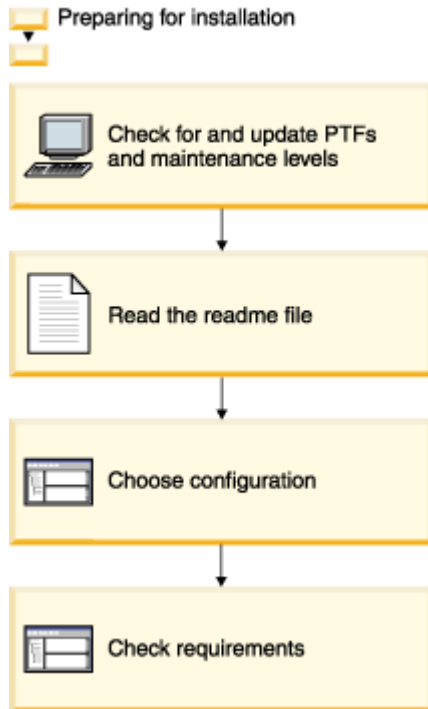 Preparing for installation
Check for and update PTFs
and maintenance levels
Read the readme file
Choose configuration
Check requirements